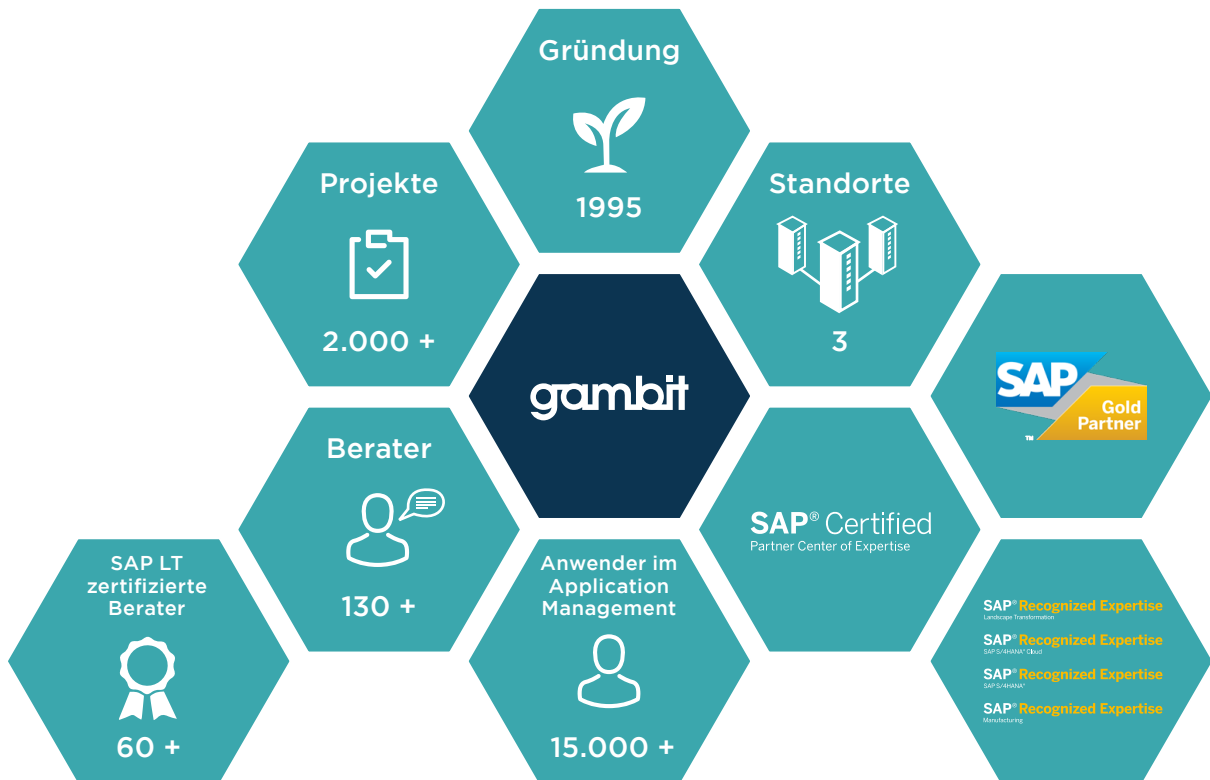 Gründung
1995
Projekte
2.000 +
Standorte
3
gambit
SAP
Gold
Partner
™
Berater
130 +
SAP® Certified
Partner Center of Expertise
SAP LT
zertifizierte
Berater
60 +
Anwender im
Application
Management
15.000 +
SAP® Recognized Expertise
Landscape Transformation
SAP® Recognized Expertise
SAP S/4HANA® Cloud
SAP® Recognized Expertise
SAP S/4HANA®
SAP® Recognized Expertise
Manufacturing